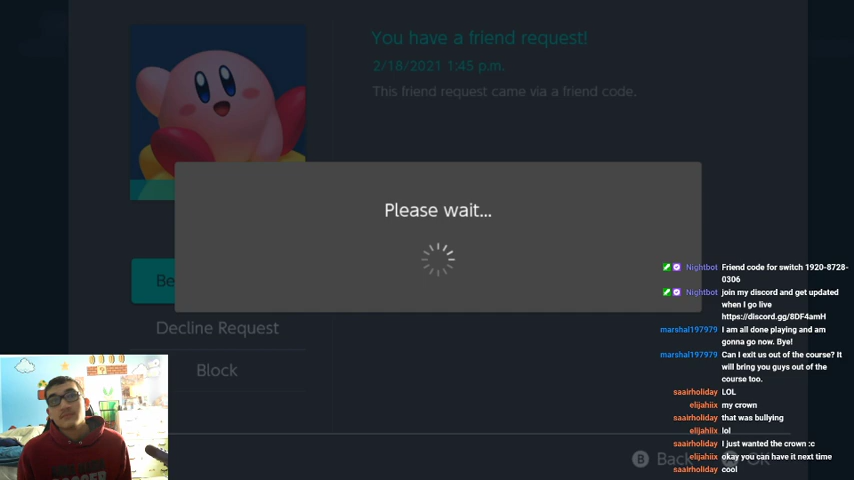 You have a friend request!
2/18/2021 1:45 p.m.
This friend request came via a friend code.
Please wait...
Be
Decline Request
Block
Back
OK
Nightbot Friend code for switch 1920-8728-
0306
Nightbot join my discord and get updated
when I go live
https://discord.gg/8DF4amH
marshal197979 I am all done playing and am
gonna go now. Bye!
marshal197979 Can I exit us out of the course? It
will bring you guys out of the
course too.
saairholiday LOL
elijahiix my crown
saairholiday that was bullying
elijahiix lol
saairholiday I just wanted the crown :c
elijahiix okay you can have it next time
saairholiday cool